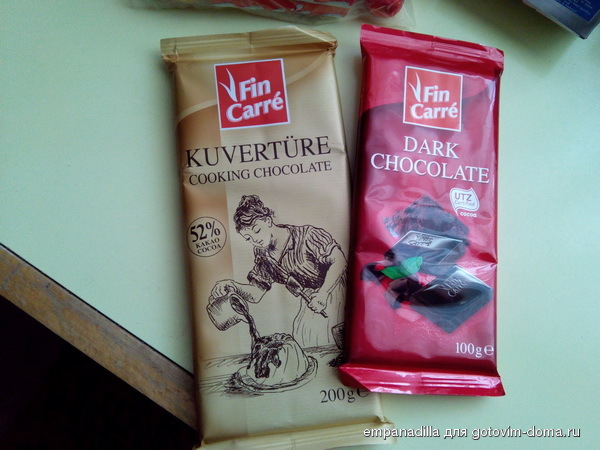 Fin
Carré
KUVERTÜRE
COOKING CHOCOLATE
52%
KAKAO
COCOA
200g e
Fin
Carré
DARK
CHOCOLATE
UTZ
Certified
cocoa
100g e
empanadilla для gotovim-doma.ru